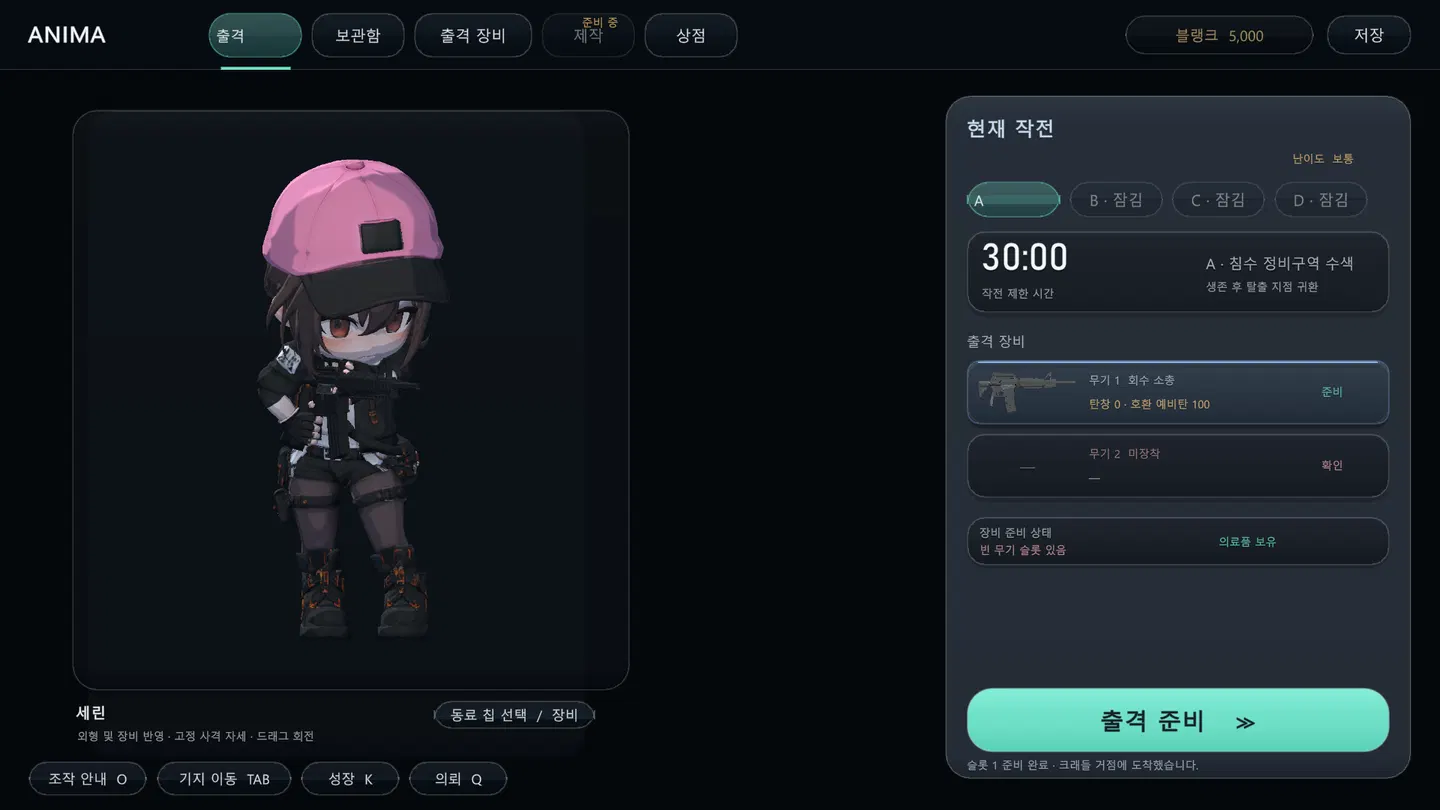 ANIMA
출격
보관함
출격 장비
준비 중
제작
상점
블랭크 5,000
저장
현재 작전
난이도 보통
A
B · 잠김
C · 잠김
D · 잠김
30:00
작전 제한 시간
A · 침수 정비구역 수색
생존 후 탈출 지점 귀환
출격 장비
무기 1 회수 소총
탄창 0 · 호환 예비탄 100
준비
—
무기 2 미장착
—
확인
장비 준비 상태
빈 무기 슬롯 있음
의료품 보유
출격 준비 ≫
슬롯 1 준비 완료 · 크래들 거점에 도착했습니다.
세린
외형 및 장비 반영 · 고정 사격 자세 · 드래그 회전
동료 칩 선택 / 장비
조작 안내 O
기지 이동 TAB
성장 K
의뢰 Q